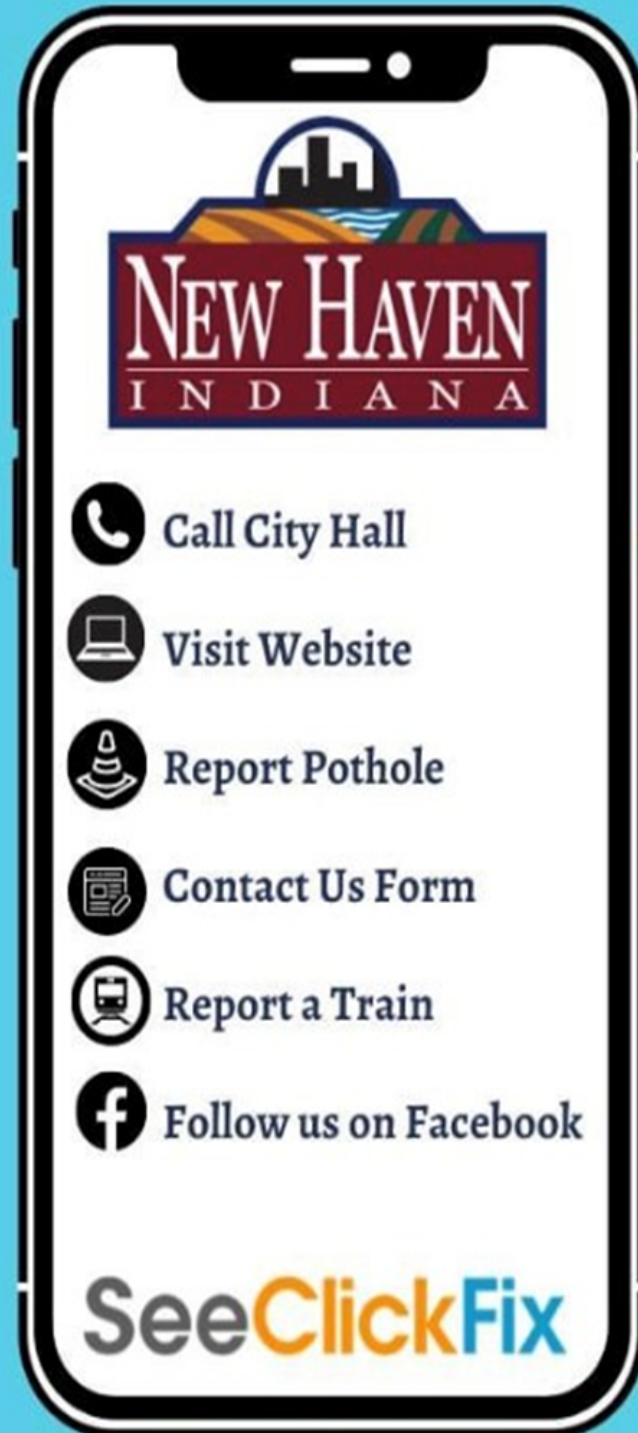 NEW HAVEN
INDIANA
Call City Hall
Visit Website
Report Pothole
Contact Us Form
Report a Train
Follow us on Facebook
SeeClickFix